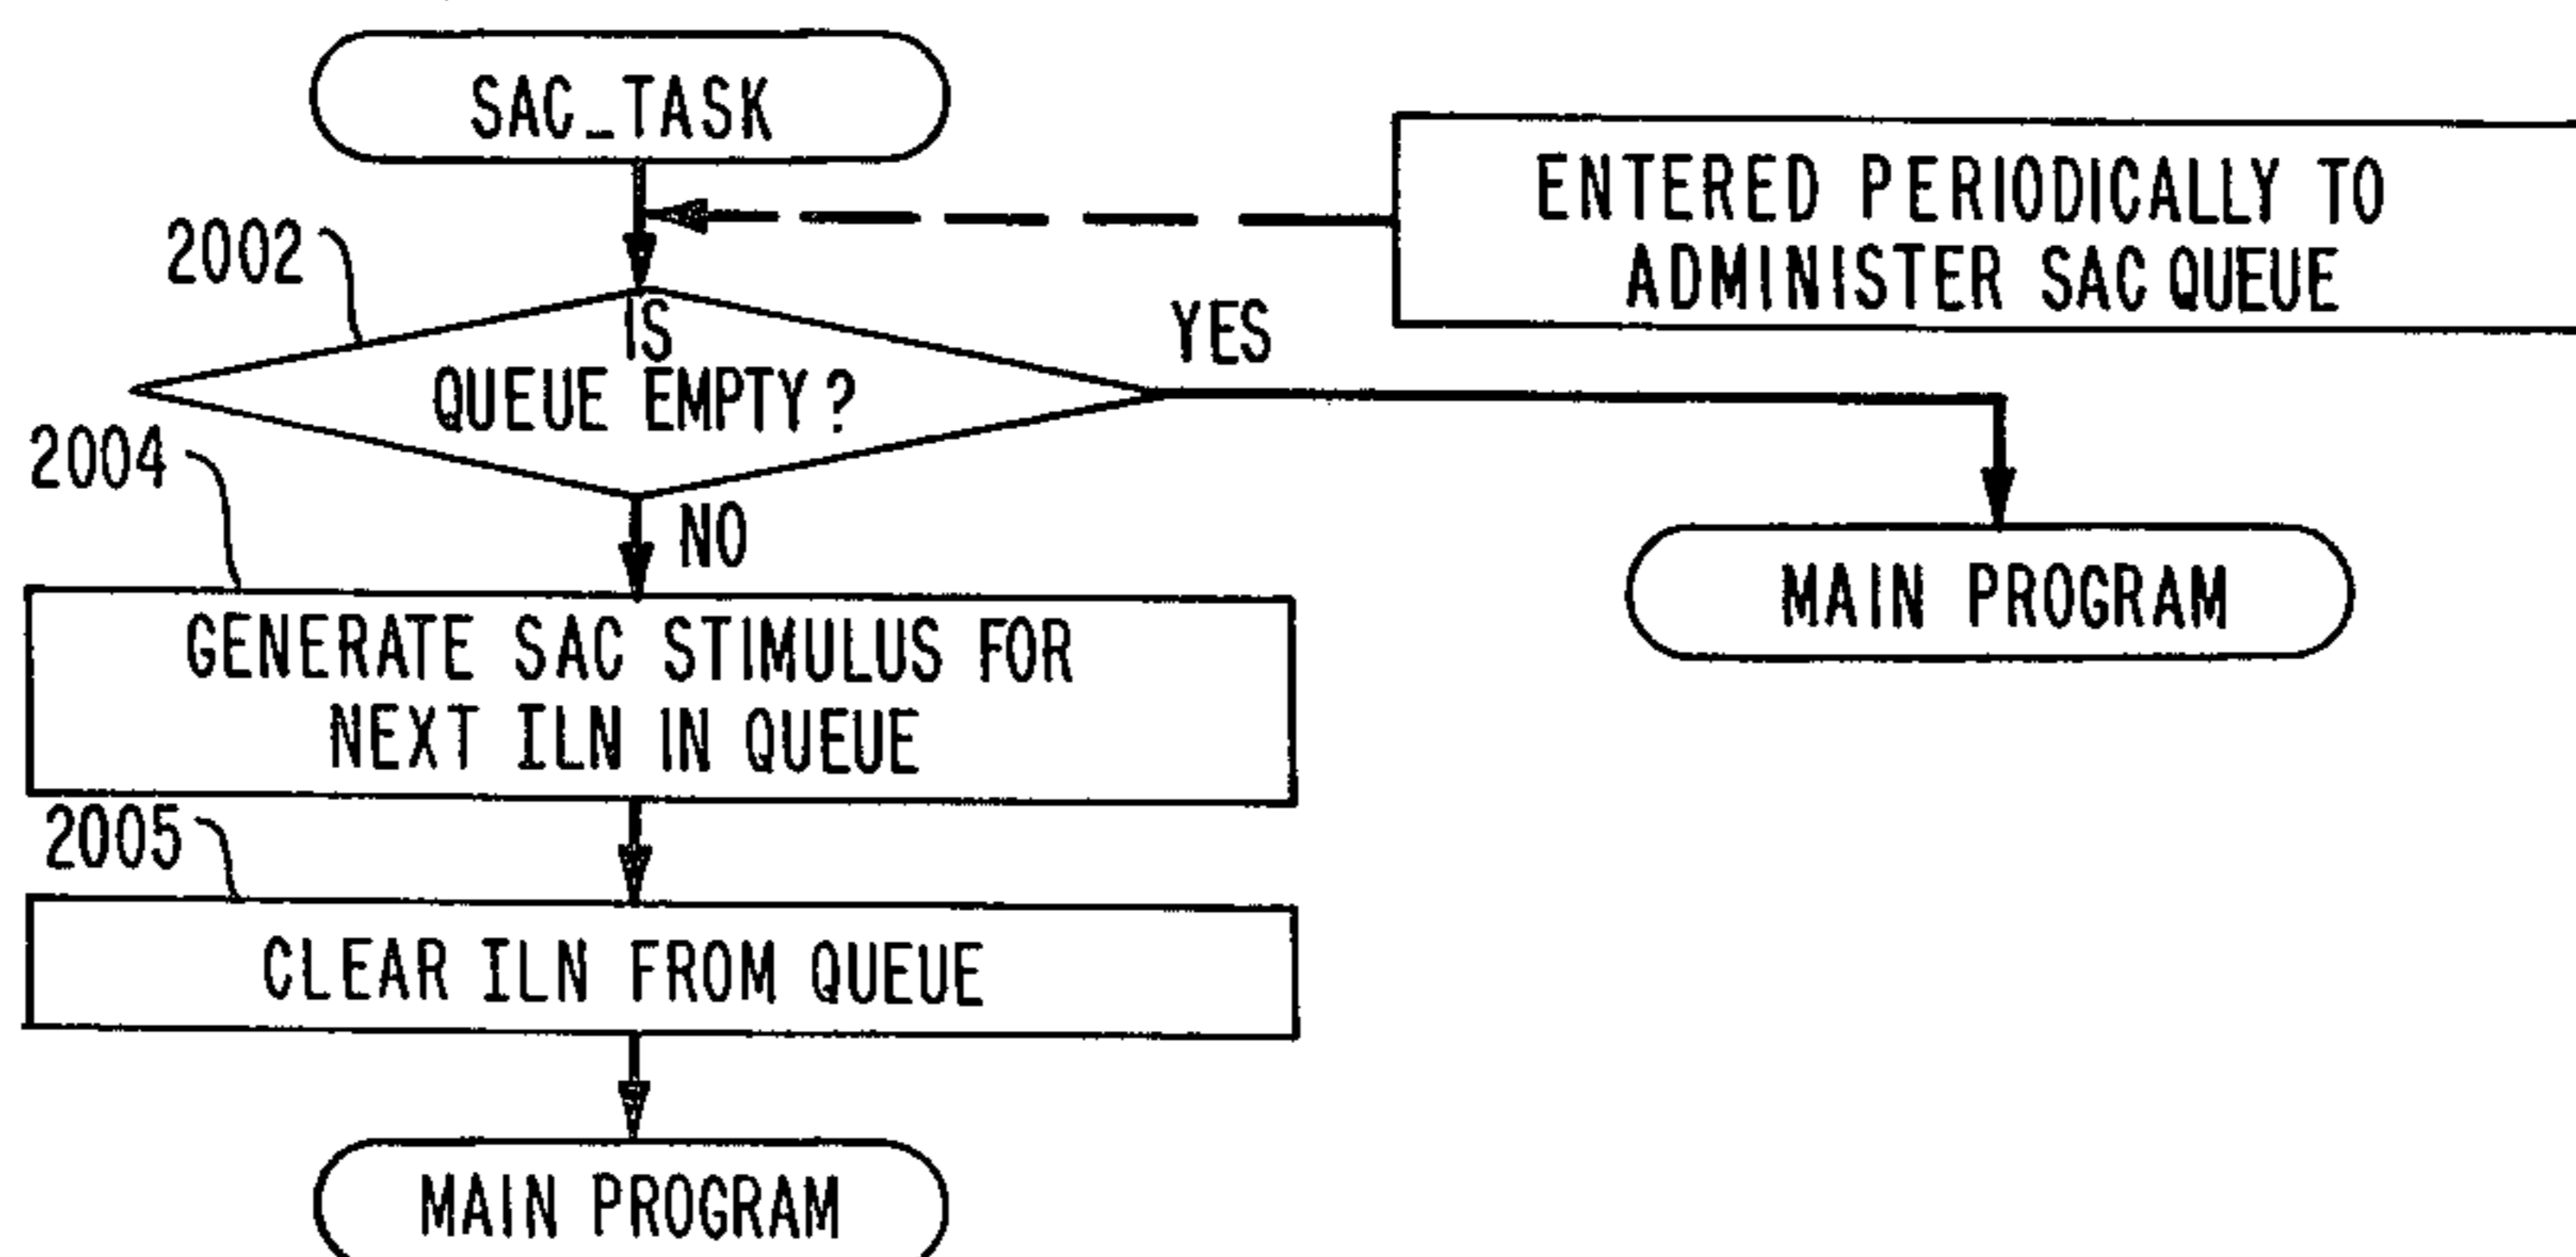 SAC_TASK
ENTERED PERIODICALLY TO
ADMINISTER SAC QUEUE
2002
IS
QUEUE EMPTY?
YES
2004
NO
MAIN PROGRAM
GENERATE SAC STIMULUS FOR
NEXT ILN IN QUEUE
2005
CLEAR ILN FROM QUEUE
MAIN PROGRAM